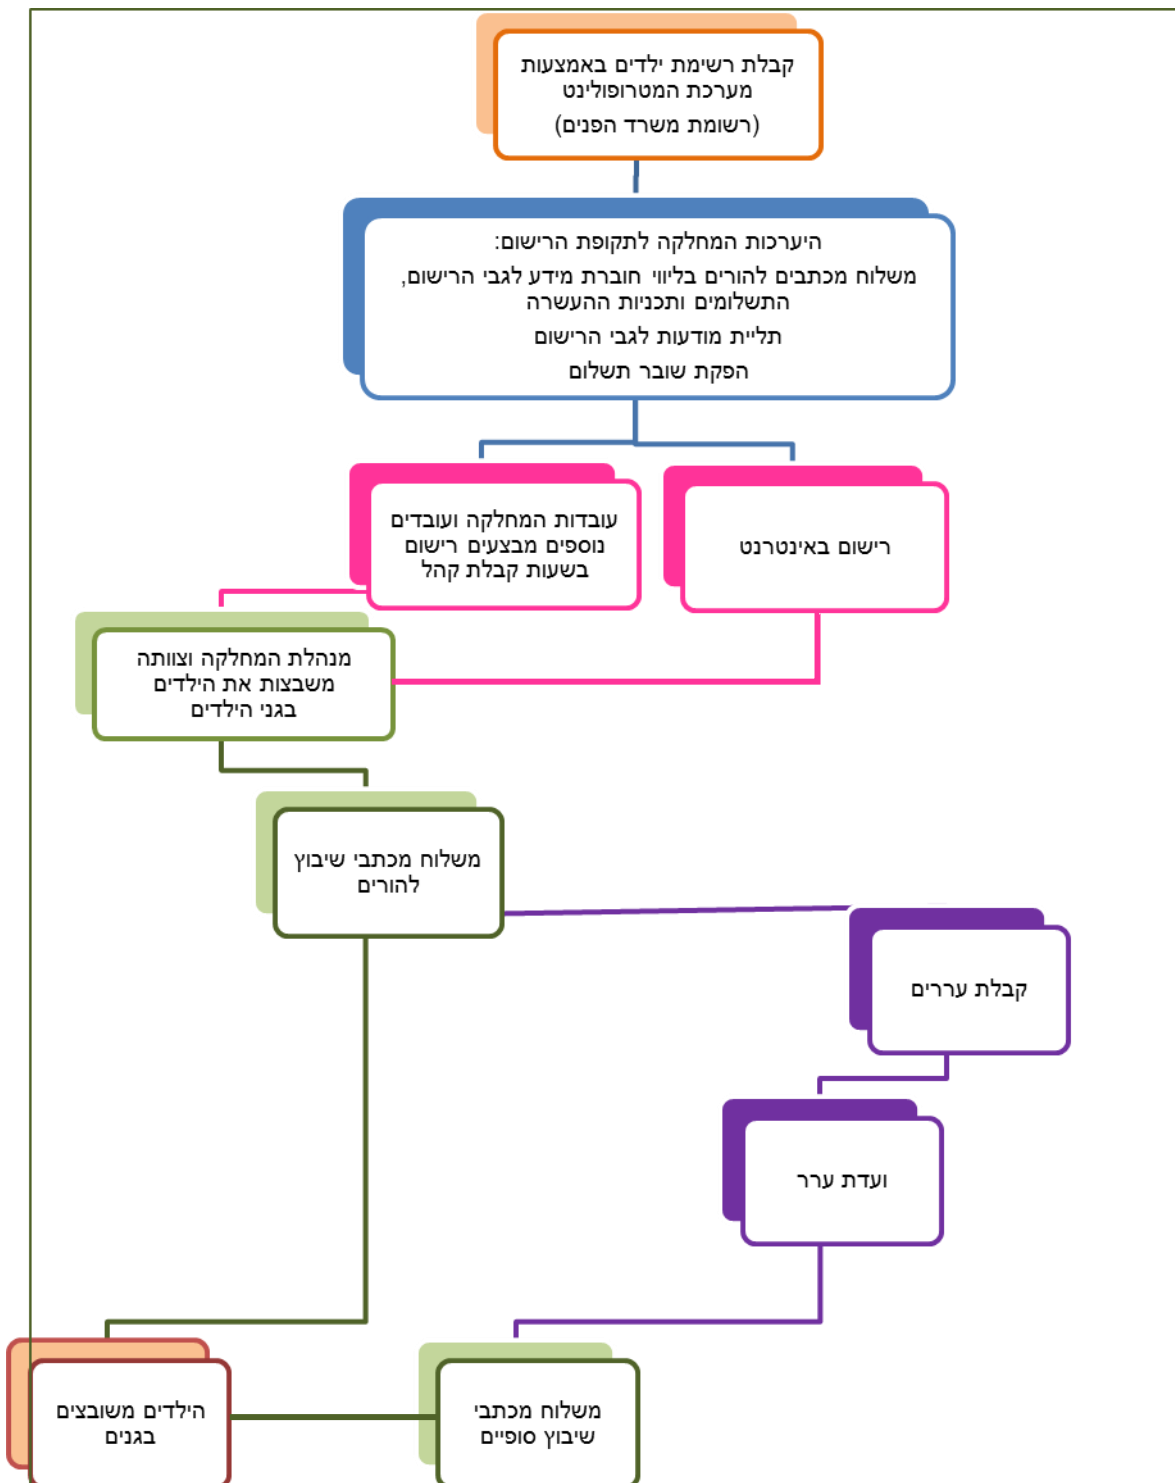 קבלת רשימת ילדים באמצעות
מערכת המטרופולינט
(רשומת משרד הפנים)
היערכות המחלקה לתקופת הרישום:
משלוח מכתבים להורים בליווי חוברת מידע לגבי הרישום,
התשלומים ותכניות ההעשרה
תליית מודעות לגבי הרישום
הפקת שובר תשלום
רישום באינטרנט
עובדות המחלקה ועובדים
נוספים מבצעים רישום
בשעות קבלת קהל
מנהלת המחלקה וצוותה
משבצות את הילדים
בגני הילדים
משלוח מכתבי שיבוץ
להורים
קבלת עררים
ועדת ערר
משלוח מכתבי
שיבוץ סופיים
הילדים משובצים
בגנים